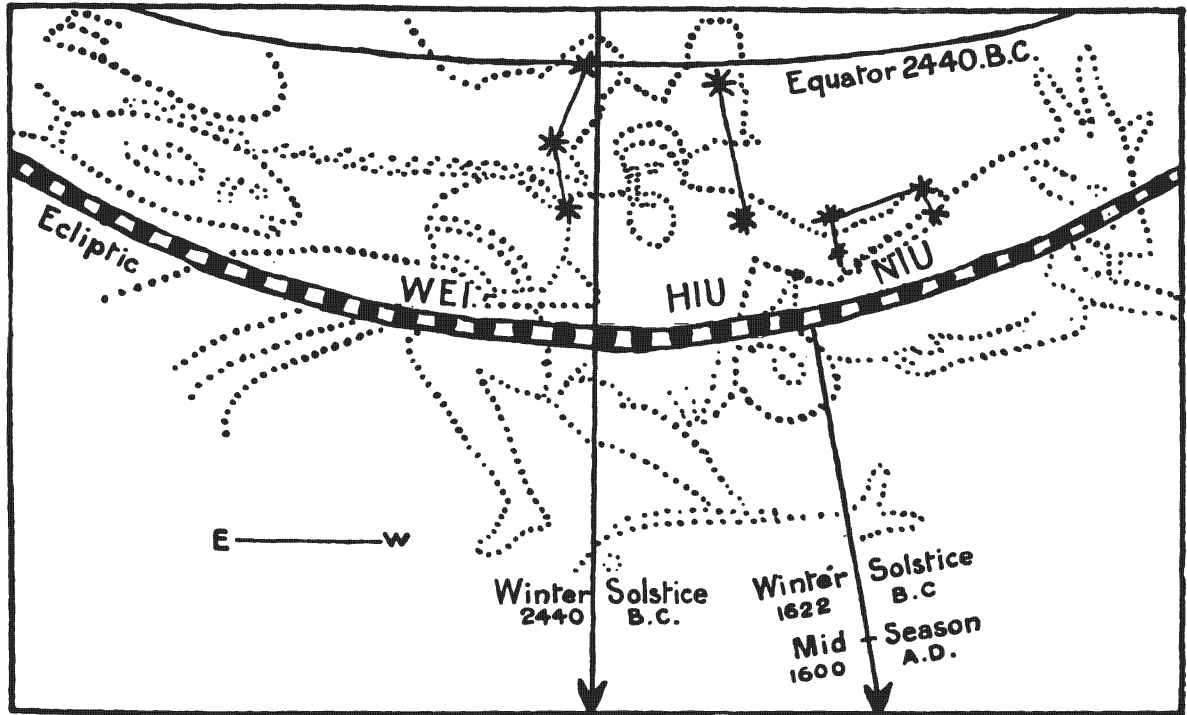 Equator 2440.B.C
Ecliptic
WEI.
HIU
NIU
E W
Winter Solstice
2440 B.C.
Winter Solstice
1622 B.C
Mid - Season
1600 A.D.